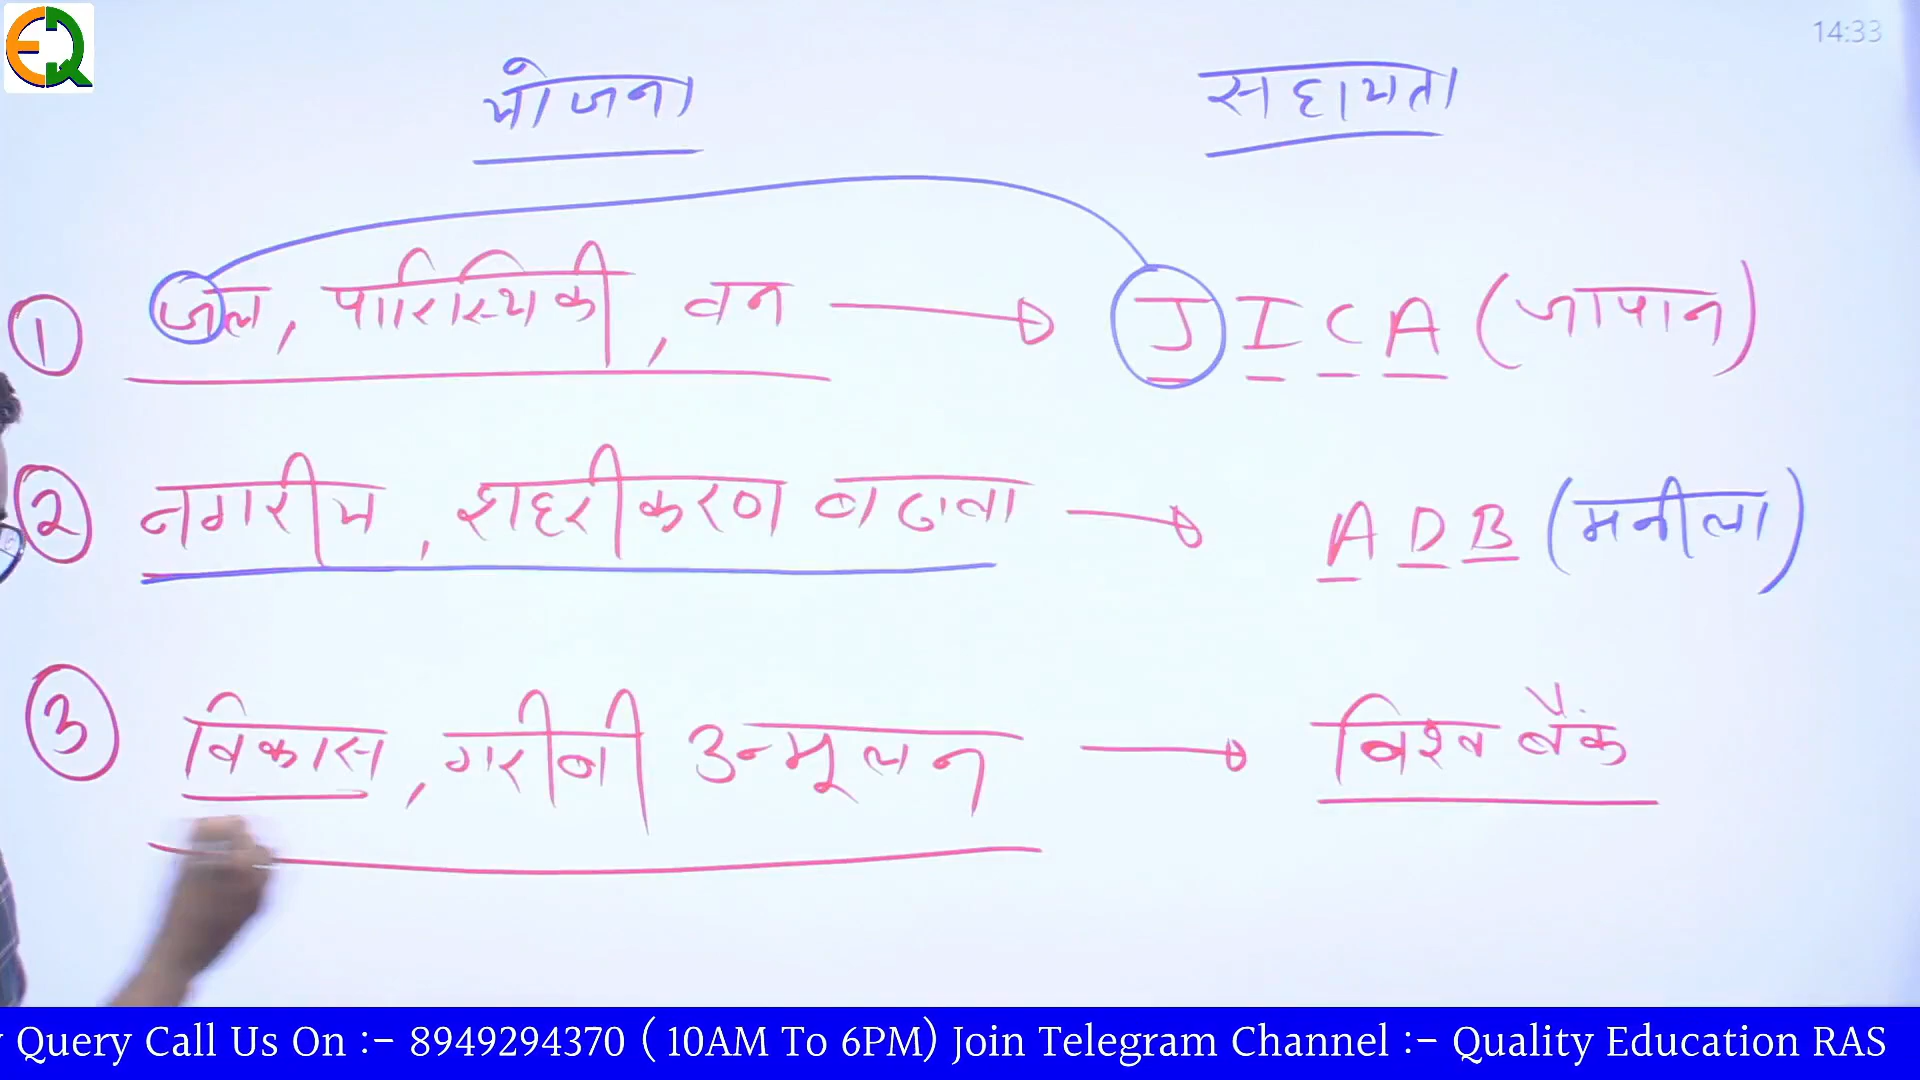 EQ
14:33
योजना सहायता
1 जल, पारिस्थिकी, वन → JICA (जापान)
2 नगरीय, शहरीकरण बढावा → ADB (मनीला)
3 विकास, गरीबी उन्मूलन → विश्व बैंक
Query Call Us On :- 8949294370 ( 10AM To 6PM) Join Telegram Channel :- Quality Education RAS